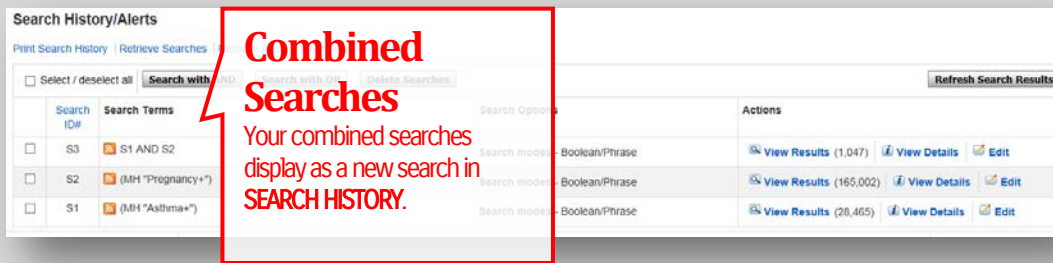 Search History/Alerts
Print Search History | Retrieve Searches |
Select / deselect all Search with AND Search with OR Delete Searches Refresh Search Results
Search ID# Search Terms Search Options Actions
S3 S1 AND S2 Search modes - Boolean/Phrase View Results (1,047) View Details Edit
S2 (MH "Pregnancy+") Search modes - Boolean/Phrase View Results (165,002) View Details Edit
S1 (MH "Asthma+") Search modes - Boolean/Phrase View Results (28,465) View Details Edit
Combined
Searches
Your combined searches
display as a new search in
SEARCH HISTORY.